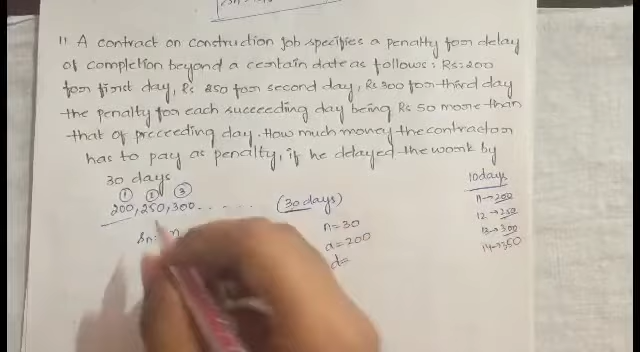 11 A contract on construction job specifies a penalty for delay
of completion beyond a certain date as follows: Rs:200
for first day, Rs 250 for second day, Rs 300 for third day
the penalty for each succeeding day being Rs 50 more than
that of preceeding day. How much money the contractor
has to pay as penalty, if he delayed the work by
30 days
10 days
① ② ③
200, 250, 300 . . . . . . (30 days)
11→200
12→250
13→300
14→350
Sn= n
n=30
a=200
d=